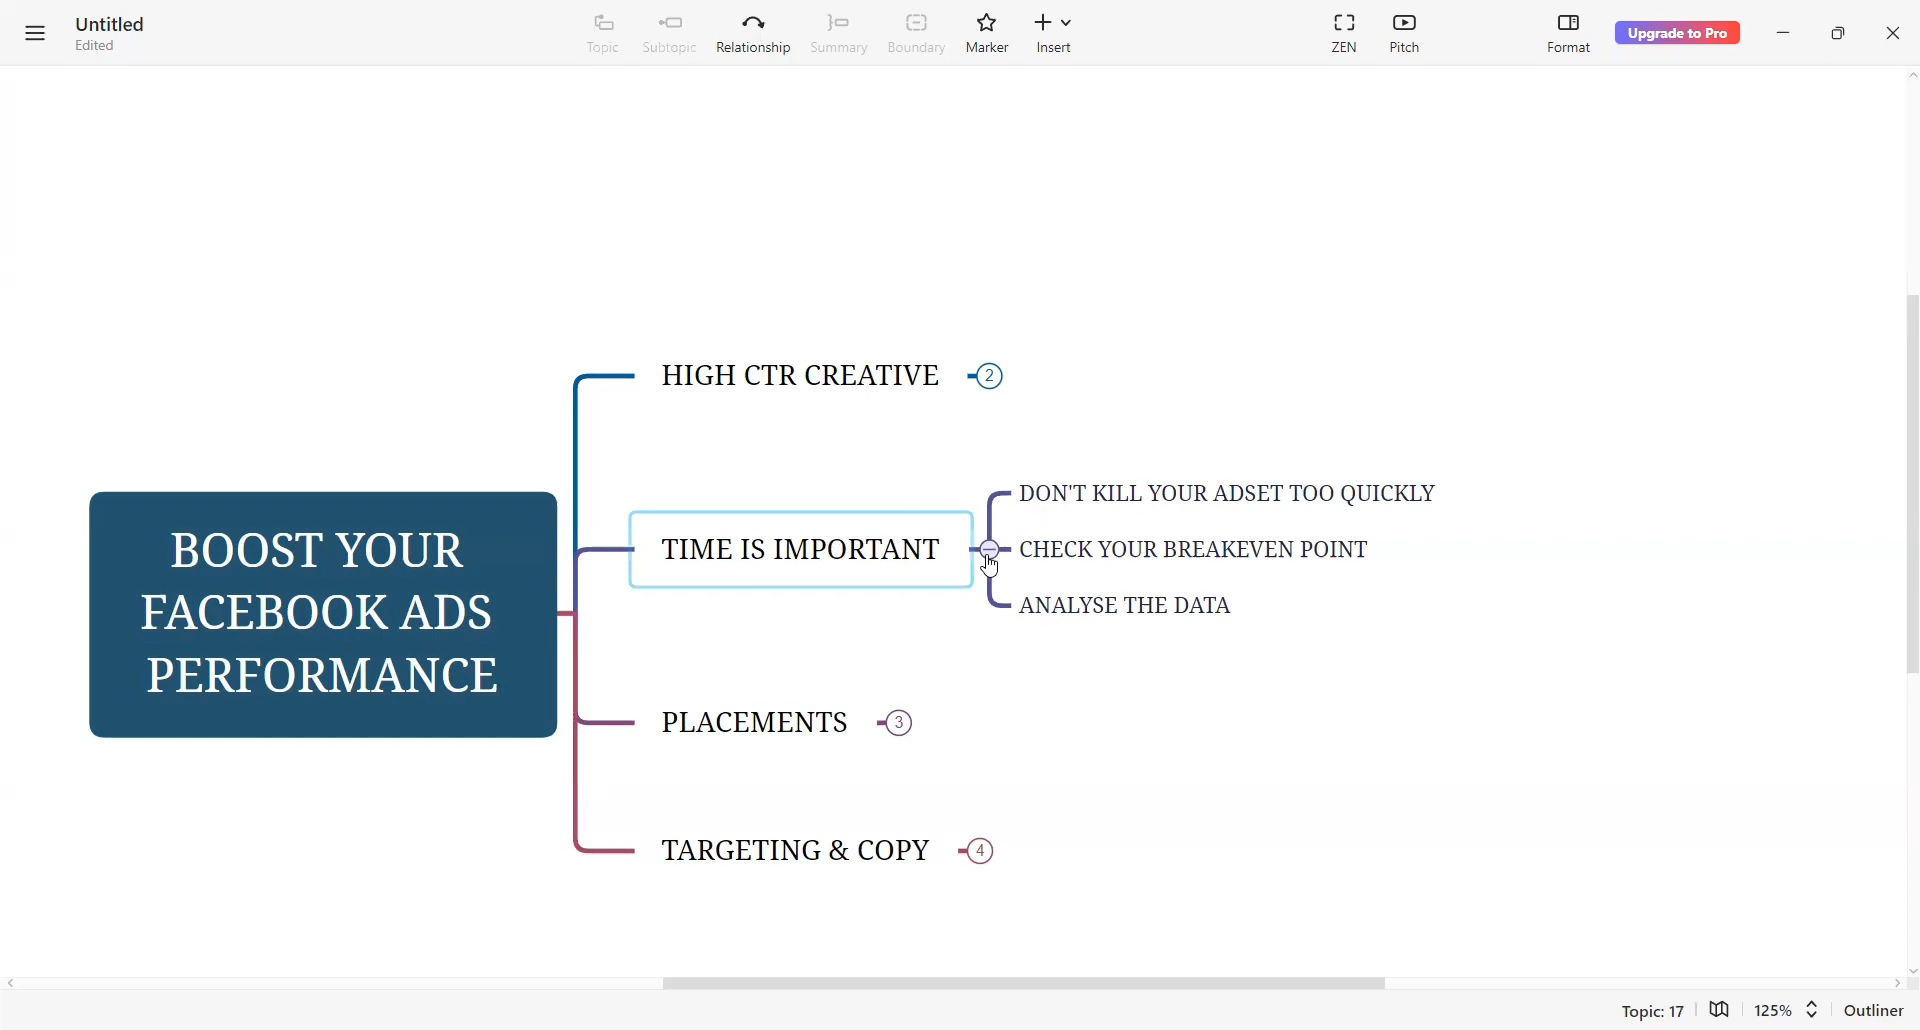 Untitled
Edited
Topic
Subtopic
Relationship
Summary
Boundary
Marker
Insert
ZEN
Pitch
Format
Upgrade to Pro
HIGH CTR CREATIVE 2
DON'T KILL YOUR ADSET TOO QUICKLY
TIME IS IMPORTANT
CHECK YOUR BREAKEVEN POINT
ANALYSE THE DATA
BOOST YOUR
FACEBOOK ADS
PERFORMANCE
PLACEMENTS 3
TARGETING & COPY 4
Topic: 17
125%
Outliner